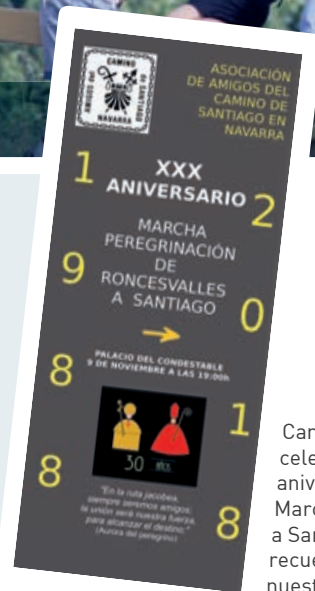 CAMINO
de SANTIAGO
AMIGOS del
NAVARRA
ASOCIACIÓN
DE AMIGOS DEL
CAMINO DE
SANTIAGO EN
NAVARRA
XXX
ANIVERSARIO
MARCHA
PEREGRINACIÓN
DE
RONCESVALLES
A SANTIAGO
PALACIO DEL CONDESTABLE
9 DE NOVIEMBRE A LAS 19:00h
1
9
8
8
2
0
1
8
30 años
"En la ruta jacobea,
siempre seremos amigos:
la unión será nuestra fuerza,
para alcanzar el destino."
(Aurora del peregrino)
Can
cele
aniv
Marc
a San
recue
nuest